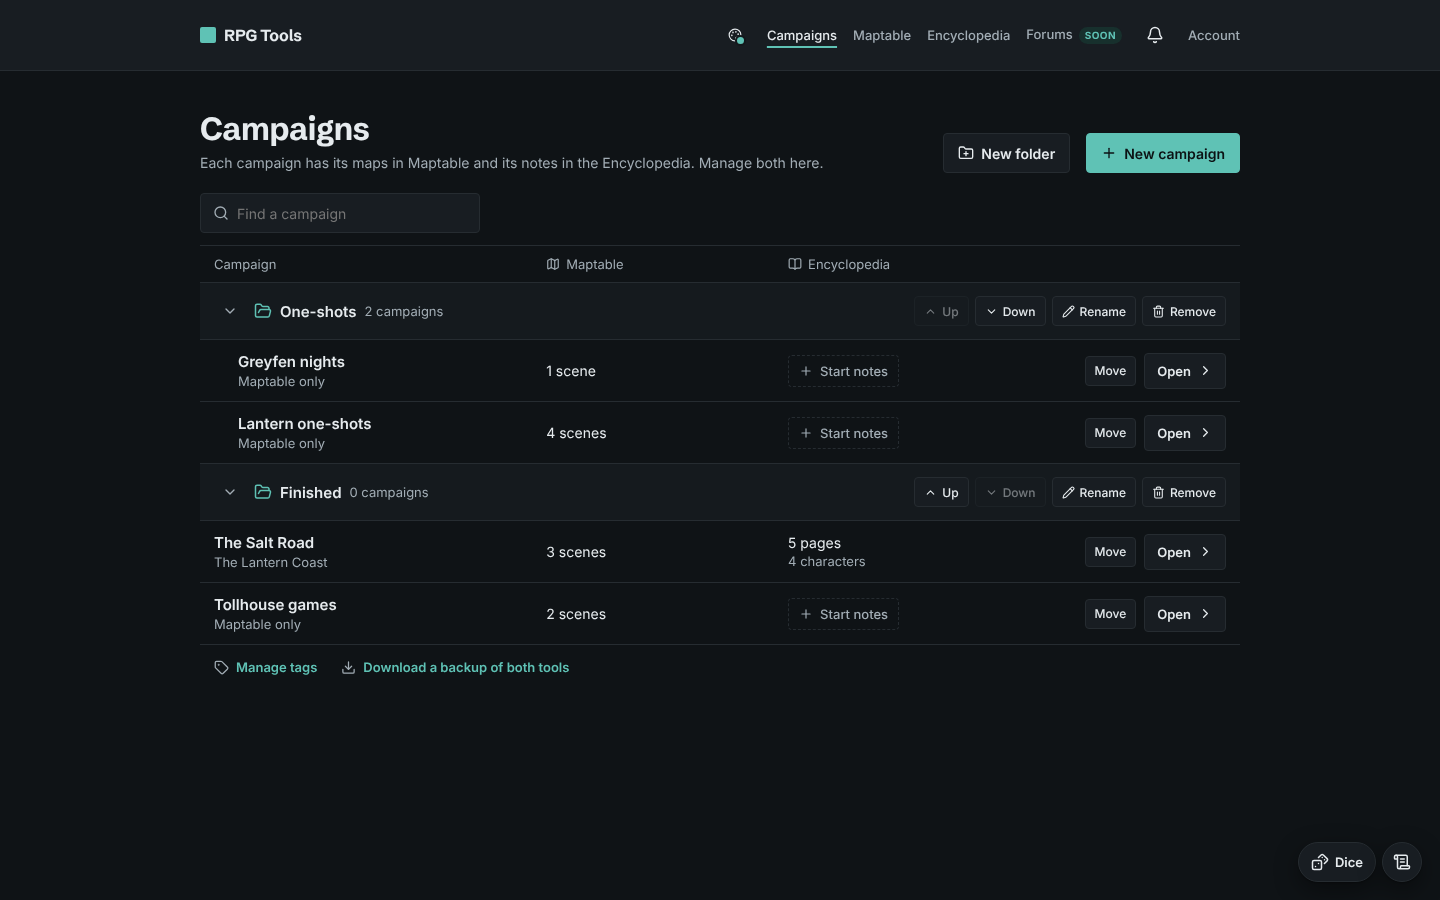 RPG Tools
Campaigns
Maptable
Encyclopedia
Forums SOON
Account
Campaigns
Each campaign has its maps in Maptable and its notes in the Encyclopedia. Manage both here.
New folder
New campaign
Find a campaign
Campaign
Maptable
Encyclopedia
One-shots 2 campaigns
Up
Down
Rename
Remove
Greyfen nights
Maptable only
1 scene
Start notes
Move
Open
Lantern one-shots
Maptable only
4 scenes
Start notes
Move
Open
Finished 0 campaigns
Up
Down
Rename
Remove
The Salt Road
The Lantern Coast
3 scenes
5 pages
4 characters
Move
Open
Tollhouse games
Maptable only
2 scenes
Start notes
Move
Open
Manage tags
Download a backup of both tools
Dice